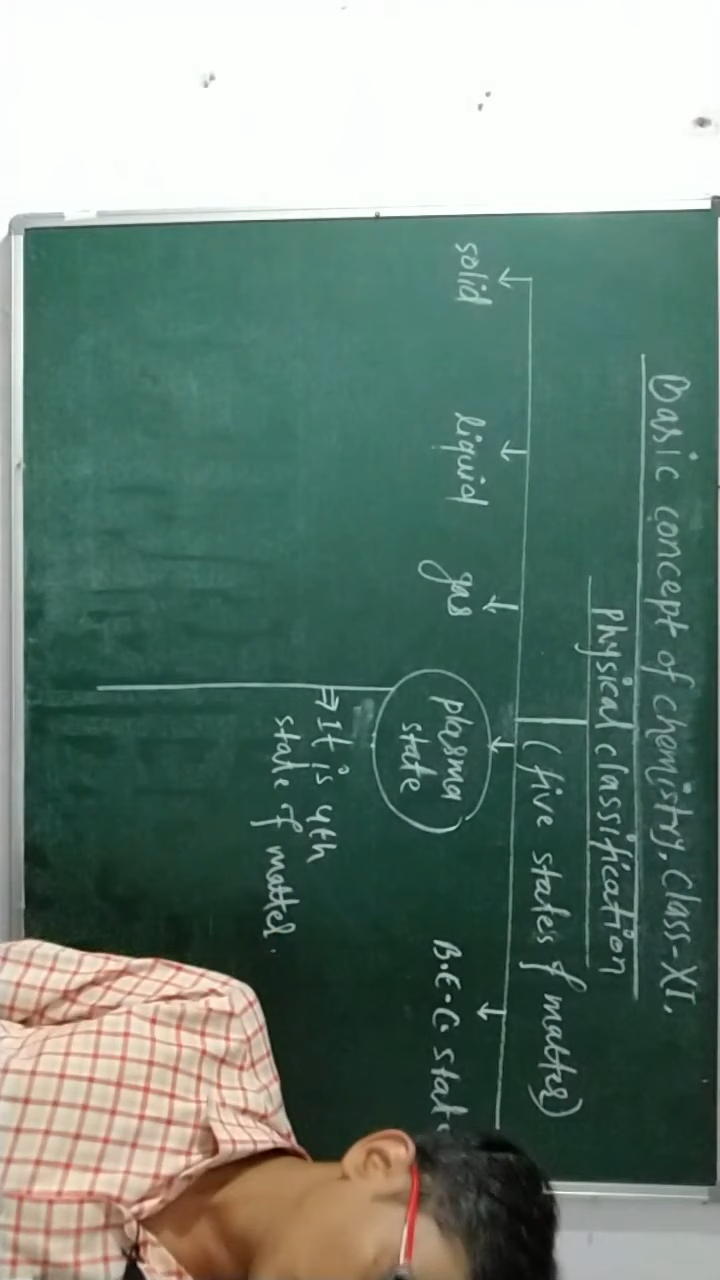 Basic concept of chemistry, Class-XI.
Physical classification
(five states of matter)
solid liquid gas plasma state B.E.C. state
⇒ It is 4th
state of matter.